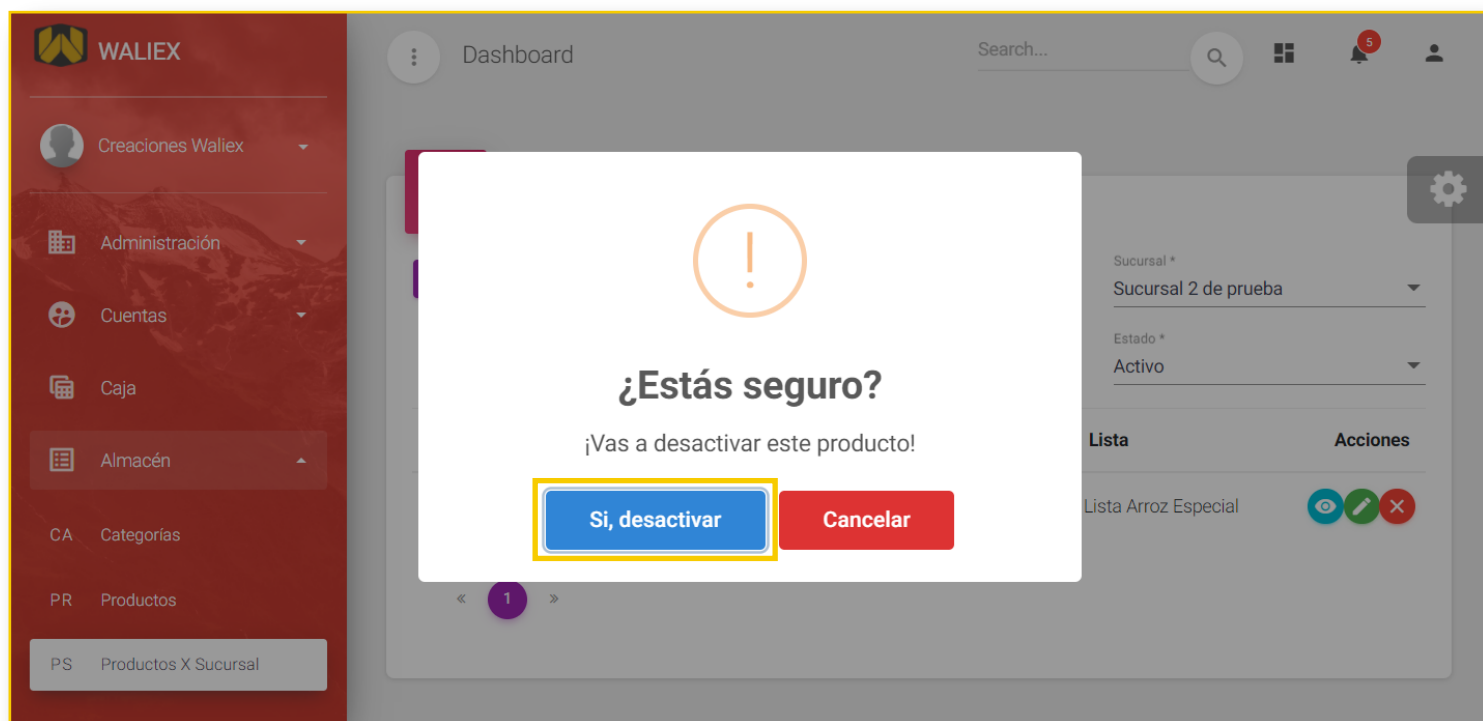 WALIEX
Creaciones Waliex
Administración
Cuentas
Caja
Almacén
CA Categorías
PR Productos
PS Productos X Sucursal
Dashboard
Search...
5
Sucursal *
Sucursal 2 de prueba
Estado *
Activo
Lista Acciones
Lista Arroz Especial
¿Estás seguro?
¡Vas a desactivar este producto!
Si, desactivar Cancelar
« 1 »